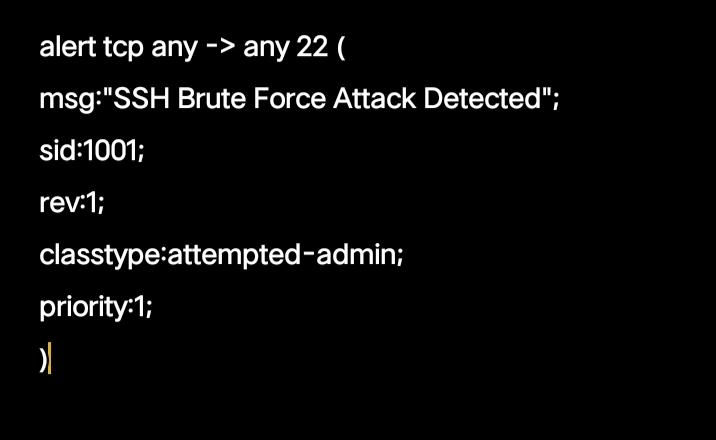 alert tcp any -> any 22 (
msg:"SSH Brute Force Attack Detected";
sid:1001;
rev:1;
classtype:attempted-admin;
priority:1;
)